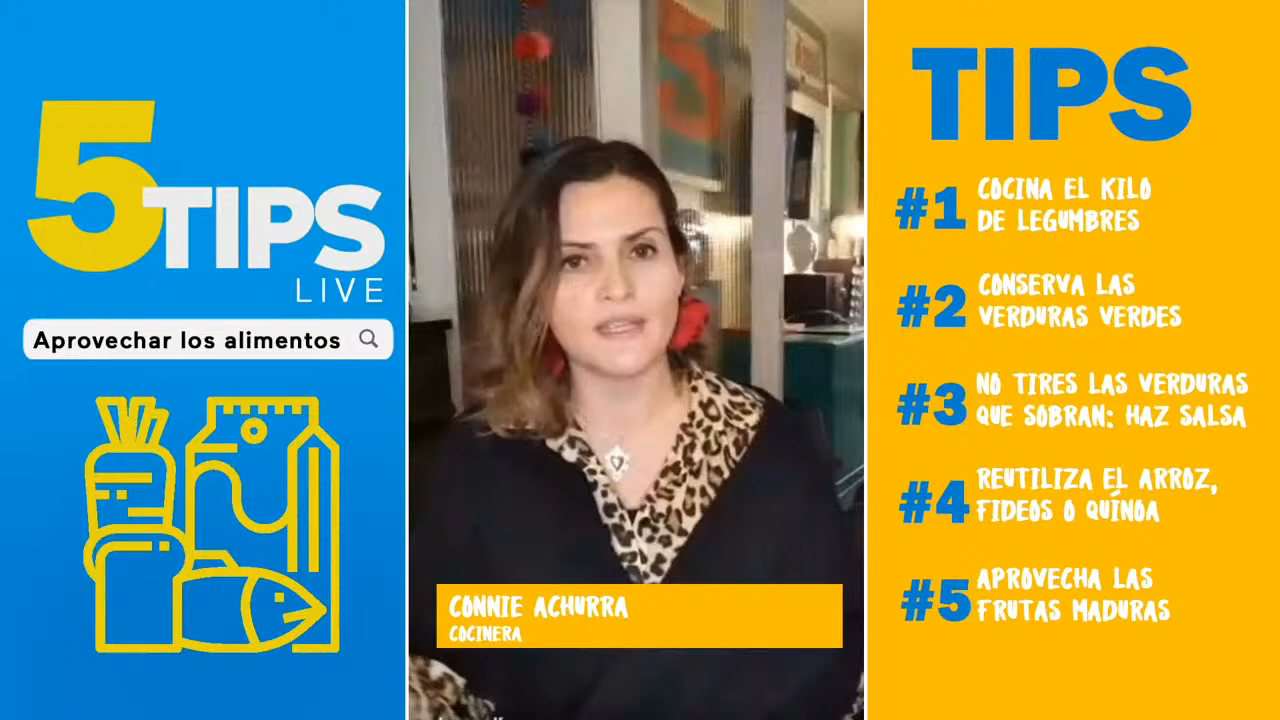 5 TIPS
LIVE
Aprovechar los alimentos
CONNIE ACHURRA
COCINERA
TIPS
#1 COCINA EL KILO
DE LEGUMBRES
#2 CONSERVA LAS
VERDURAS VERDES
#3 NO TIRES LAS VERDURAS
QUE SOBRAN: HAZ SALSA
#4 REUTILIZA EL ARROZ,
FIDEOS O QUÍNOA
#5 APROVECHA LAS
FRUTAS MADURAS